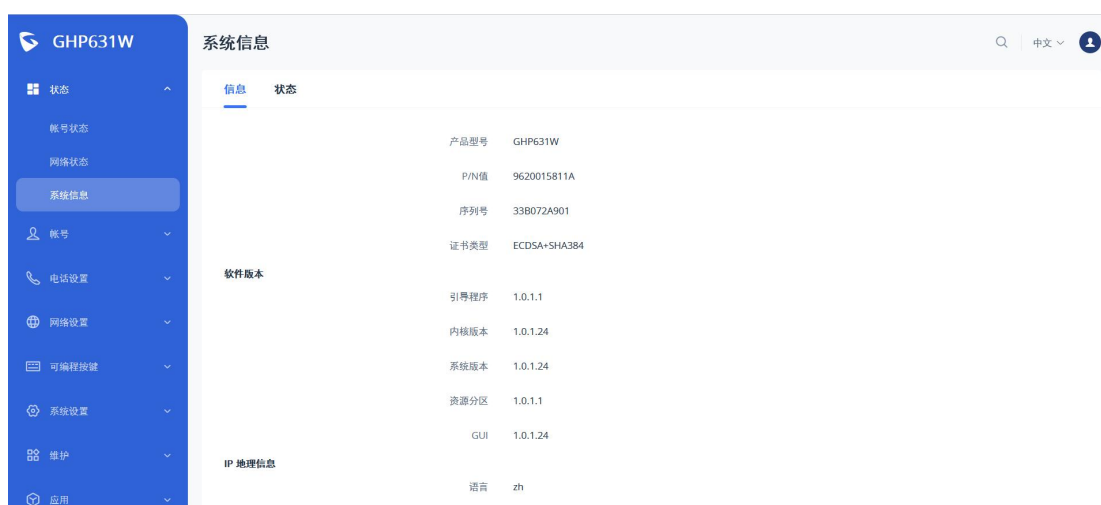 GHP631W
系统信息
中文
状态
帐号状态
网络状态
系统信息
帐号
电话设置
网络设置
可编程按键
系统设置
维护
应用
信息 状态
产品型号 GHP631W
P/N值 9620015811A
序列号 33B072A901
证书类型 ECDSA+SHA384
软件版本
引导程序 1.0.1.1
内核版本 1.0.1.24
系统版本 1.0.1.24
资源分区 1.0.1.1
GUI 1.0.1.24
IP 地理信息
语言 zh